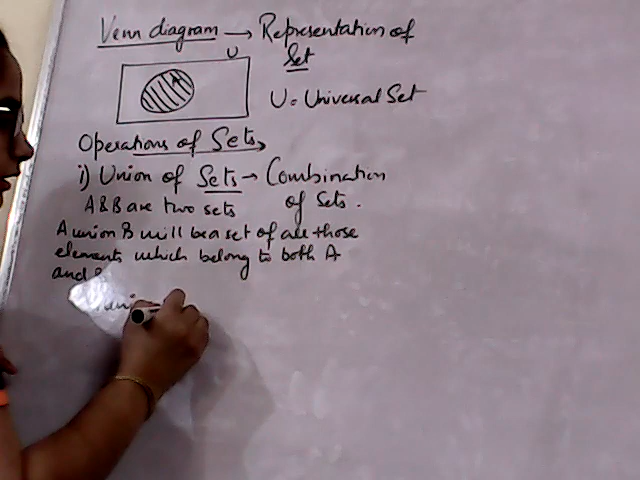 Venn diagram → Representation of
Set
U
U = Universal Set
Operations of Sets,
i) Union of Sets → Combination
of Sets.
A & B are two sets
A union B will be a set of all those
elements which belong to both A
and